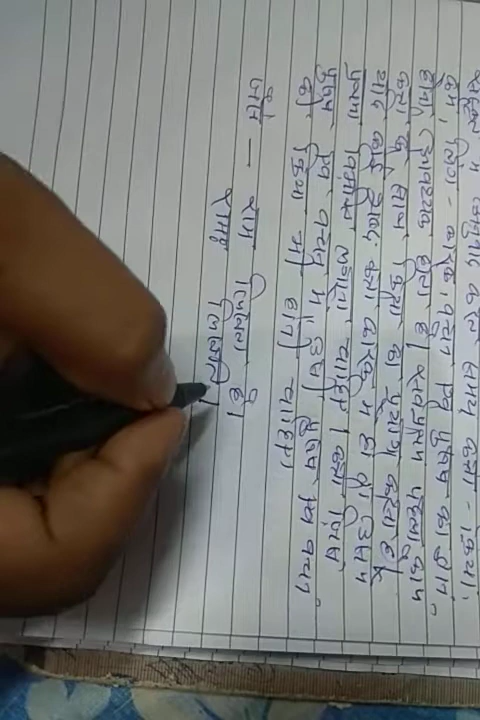 संस्कृत में अनुवाद करते समय कर्ता - क्रिया,
कर्म, लिंग - कारक, वचन एवं पुरुष का ज्ञान
होना आवश्यक होता है। सर्वप्रथम पहला काम
कर्ता के साथ क्रिया का प्रयोग करना है।
यदि कोई शब्द कर्ता कारक में हो तो उसमें
प्रथमा विभक्ति लगाना चाहिए। कर्ता जिस
पुरुष एवं वचन में हो उसी पुरुष एवं वचन
की क्रिया भी होनी चाहिए।
जैसे — राम लिखता है।
रामः लिखति।